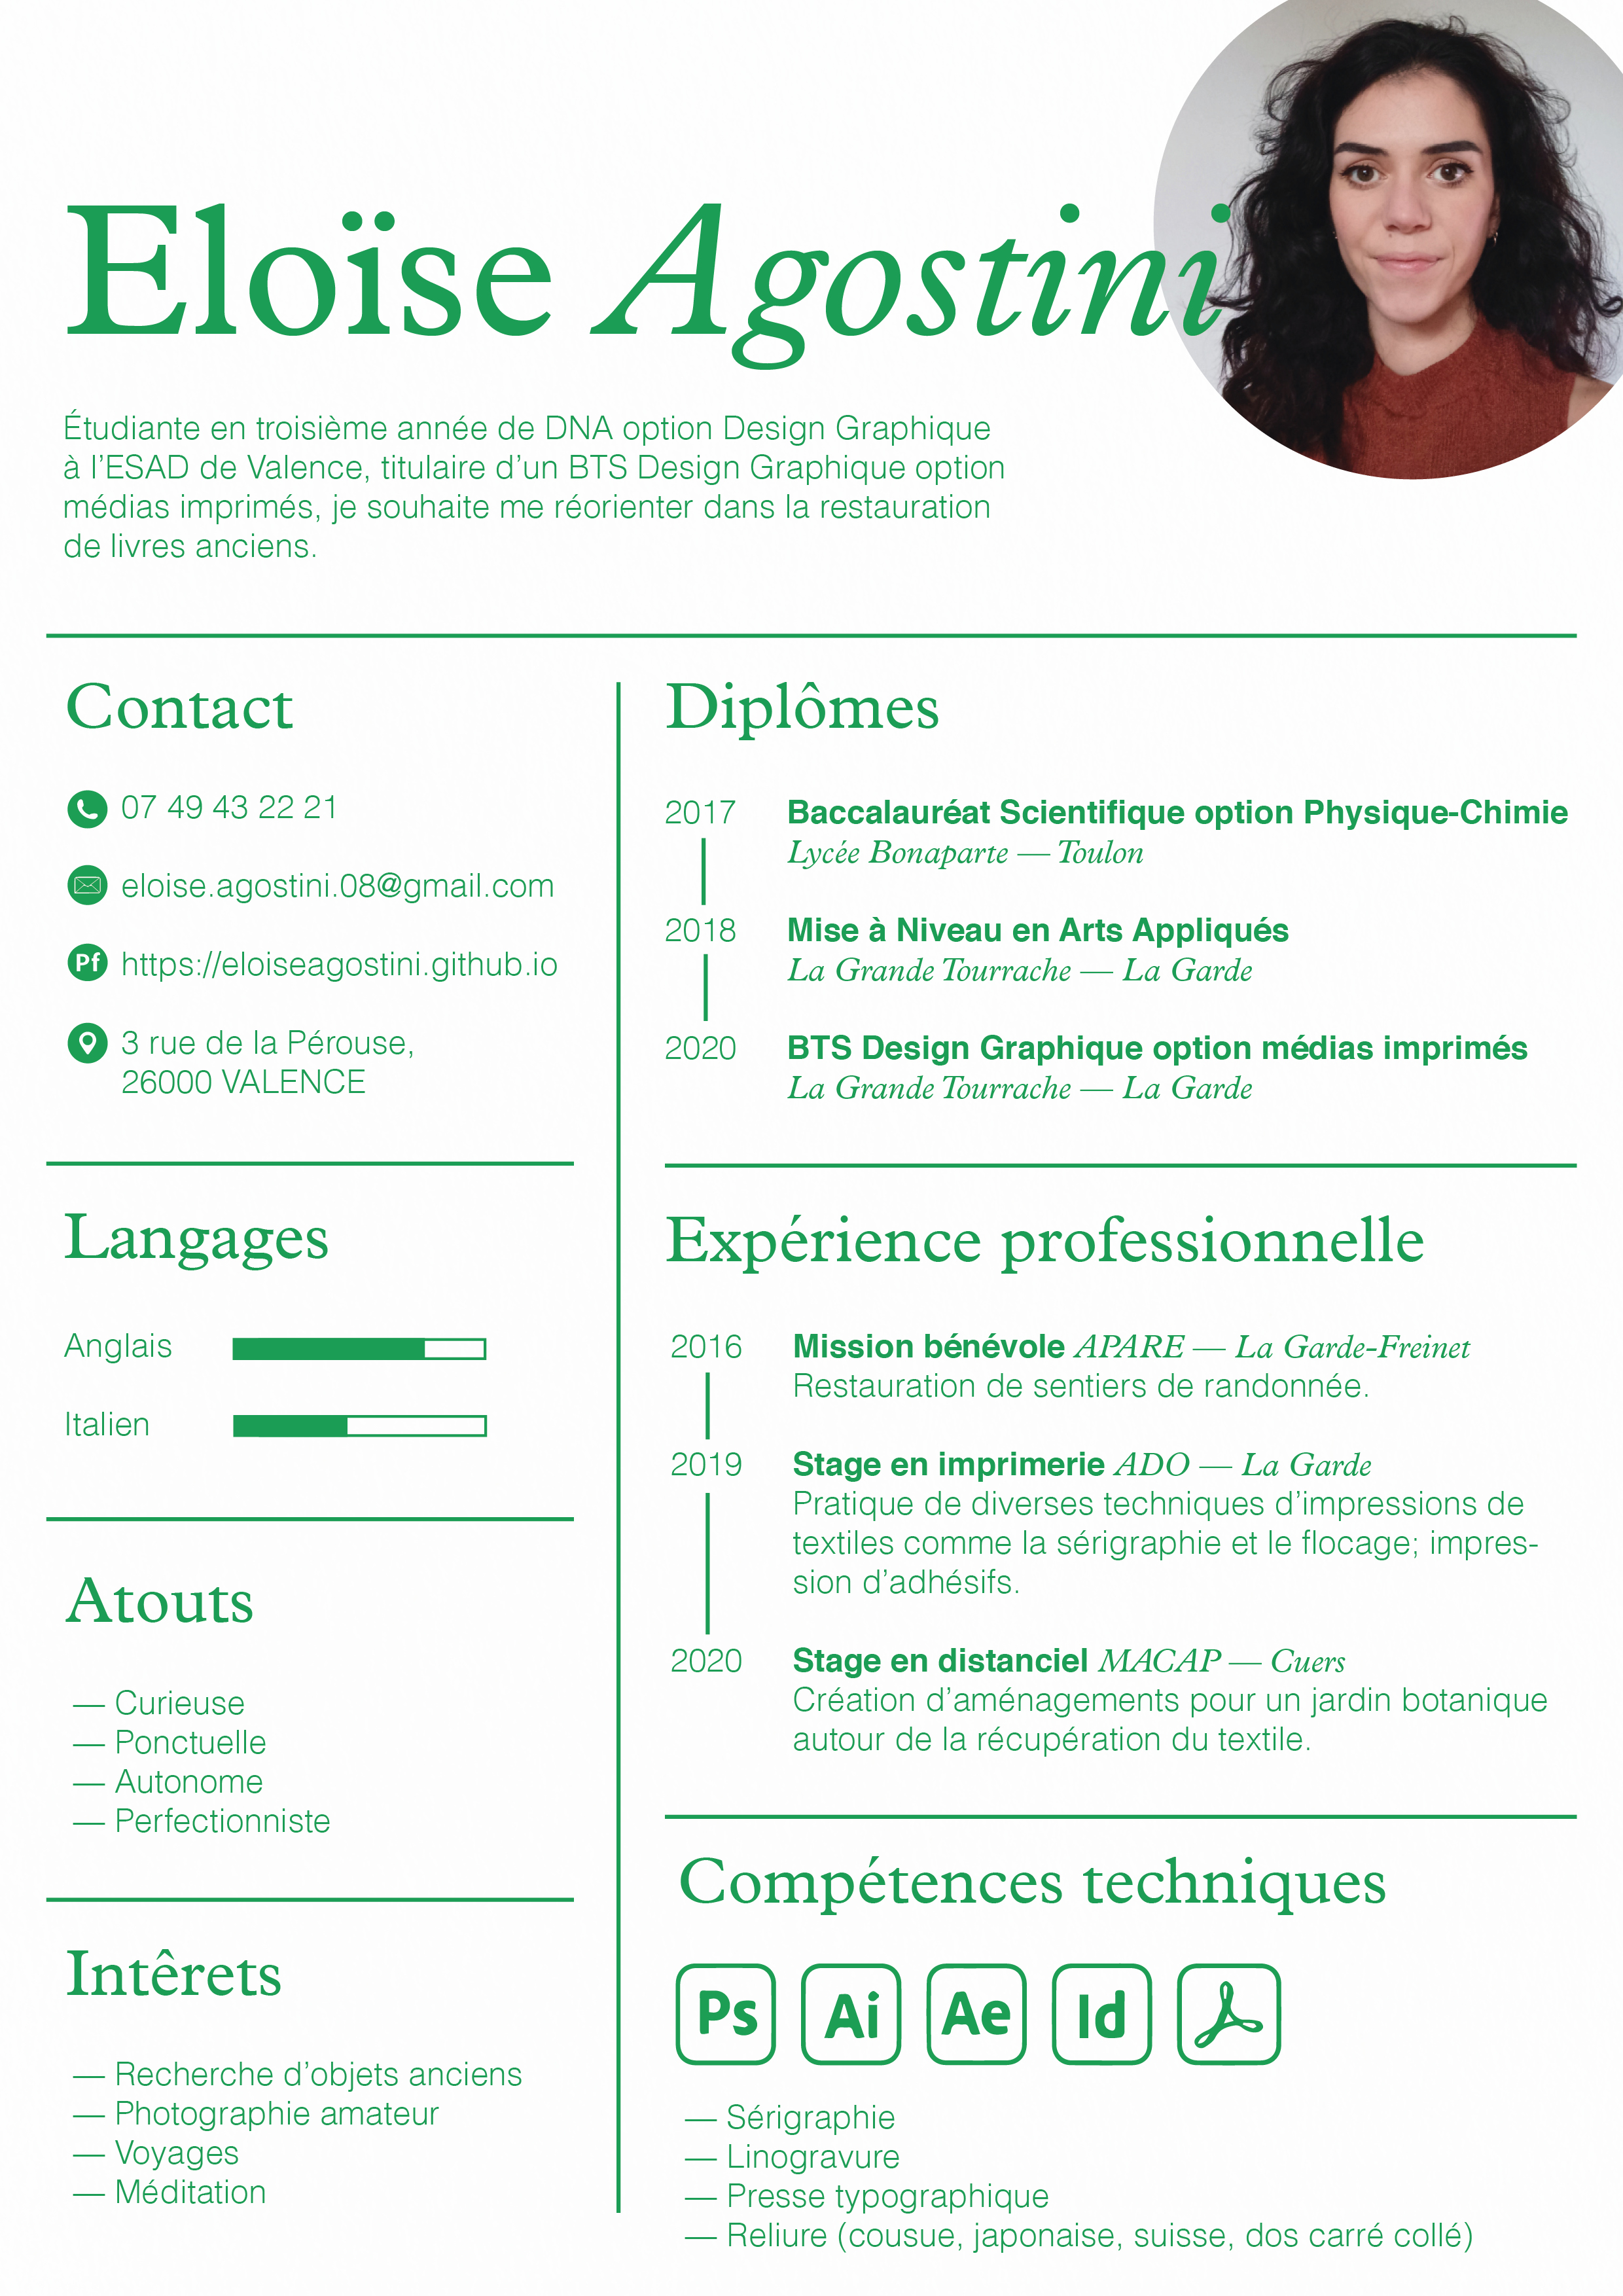 Eloïse Agostini
Étudiante en troisième année de DNA option Design Graphique
à l’ESAD de Valence, titulaire d’un BTS Design Graphique option
médias imprimés, je souhaite me réorienter dans la restauration
de livres anciens.
Contact
07 49 43 22 21
eloise.agostini.08@gmail.com
Pf https://eloiseagostini.github.io
3 rue de la Pérouse,
26000 VALENCE
Langages
Anglais
Italien
Atouts
— Curieuse
— Ponctuelle
— Autonome
— Perfectionniste
Intêrets
— Recherche d’objets anciens
— Photographie amateur
— Voyages
— Méditation
Diplômes
2017 Baccalauréat Scientifique option Physique-Chimie
Lycée Bonaparte — Toulon
2018 Mise à Niveau en Arts Appliqués
La Grande Tourrache — La Garde
2020 BTS Design Graphique option médias imprimés
La Grande Tourrache — La Garde
Expérience professionnelle
2016 Mission bénévole APARE — La Garde-Freinet
Restauration de sentiers de randonnée.
2019 Stage en imprimerie ADO — La Garde
Pratique de diverses techniques d’impressions de
textiles comme la sérigraphie et le flocage; impres-
sion d’adhésifs.
2020 Stage en distanciel MACAP — Cuers
Création d’aménagements pour un jardin botanique
autour de la récupération du textile.
Compétences techniques
Ps Ai Ae Id
— Sérigraphie
— Linogravure
— Presse typographique
— Reliure (cousue, japonaise, suisse, dos carré collé)